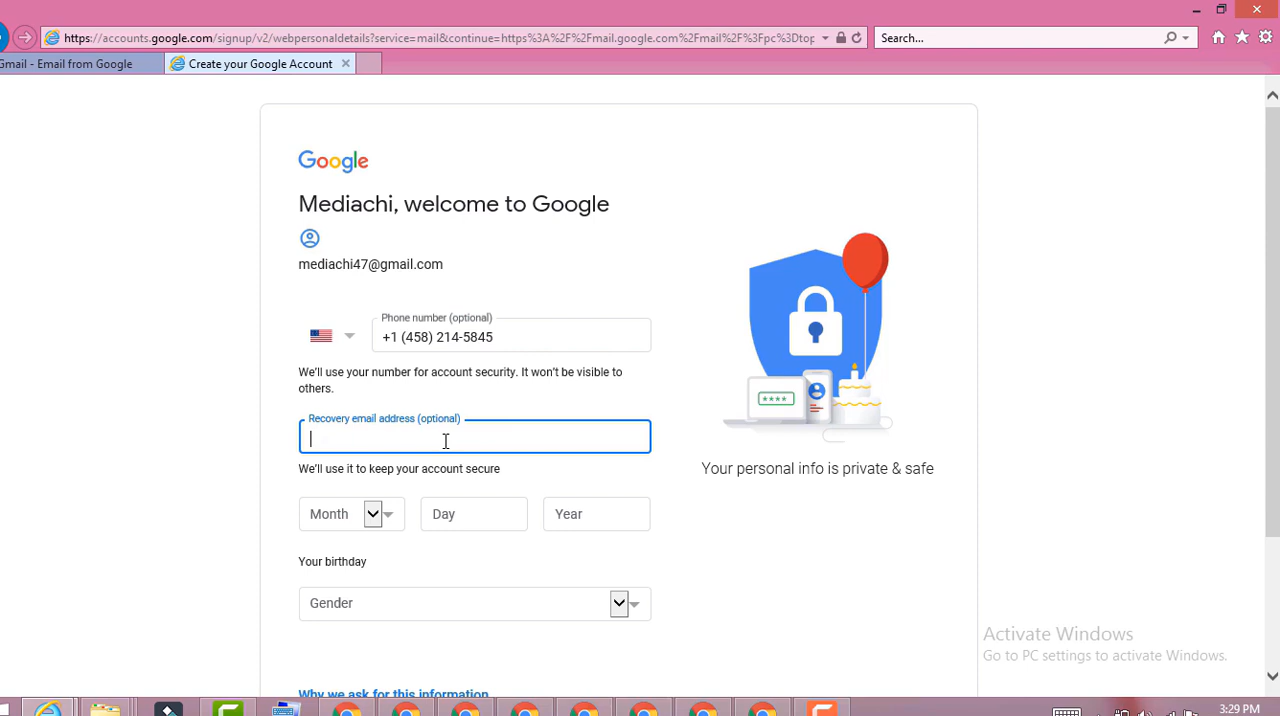 https://accounts.google.com/signup/v2/webpersonaldetails?service=mail&continue=https%3A%2F%2Fmail.google.com%2Fmail%2F%3Fpc%3Dtop
Search...
Gmail - Email from Google
Create your Google Account
Google
Mediachi, welcome to Google
mediachi47@gmail.com
Phone number (optional)
+1 (458) 214-5845
We'll use your number for account security. It won't be visible to
others.
Recovery email address (optional)
We'll use it to keep your account secure
Month
Day
Year
Your birthday
Gender
Why we ask for this information
****
Your personal info is private & safe
Activate Windows
Go to PC settings to activate Windows.
3:29 PM